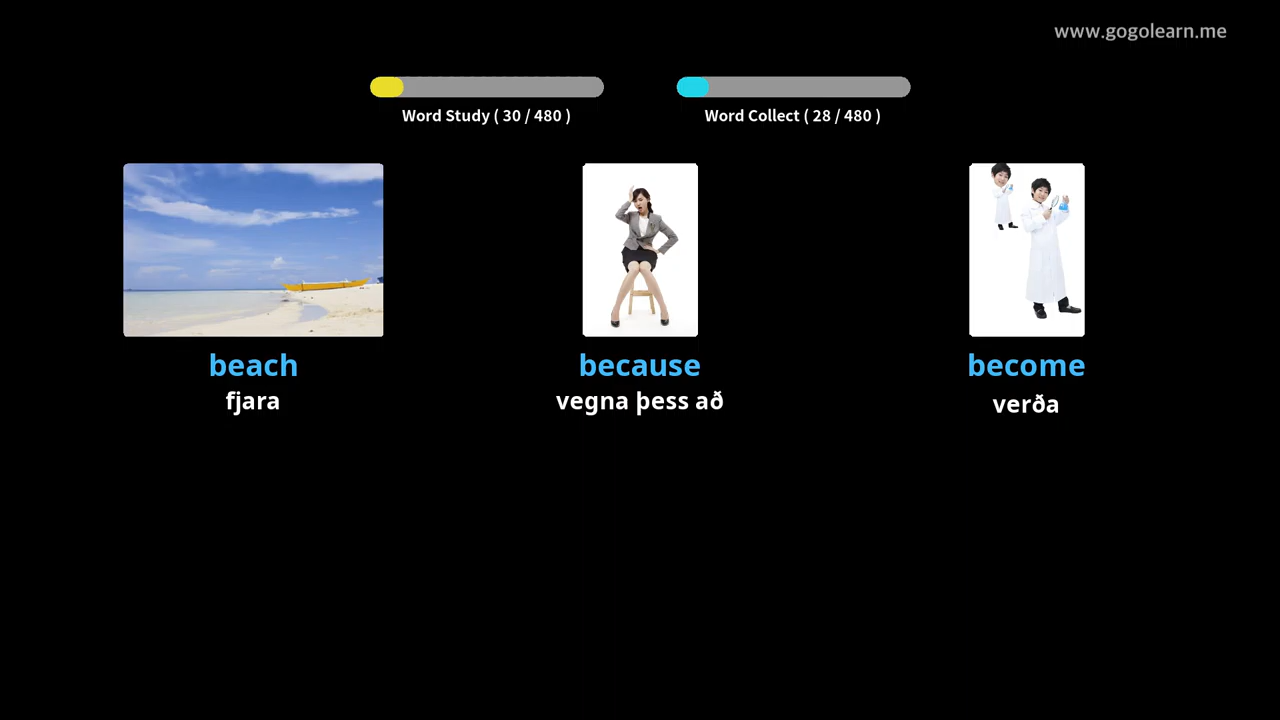 www.gogolearn.me
Word Study ( 30 / 480 )
Word Collect ( 28 / 480 )
beach
fjara
because
vegna þess að
become
verða